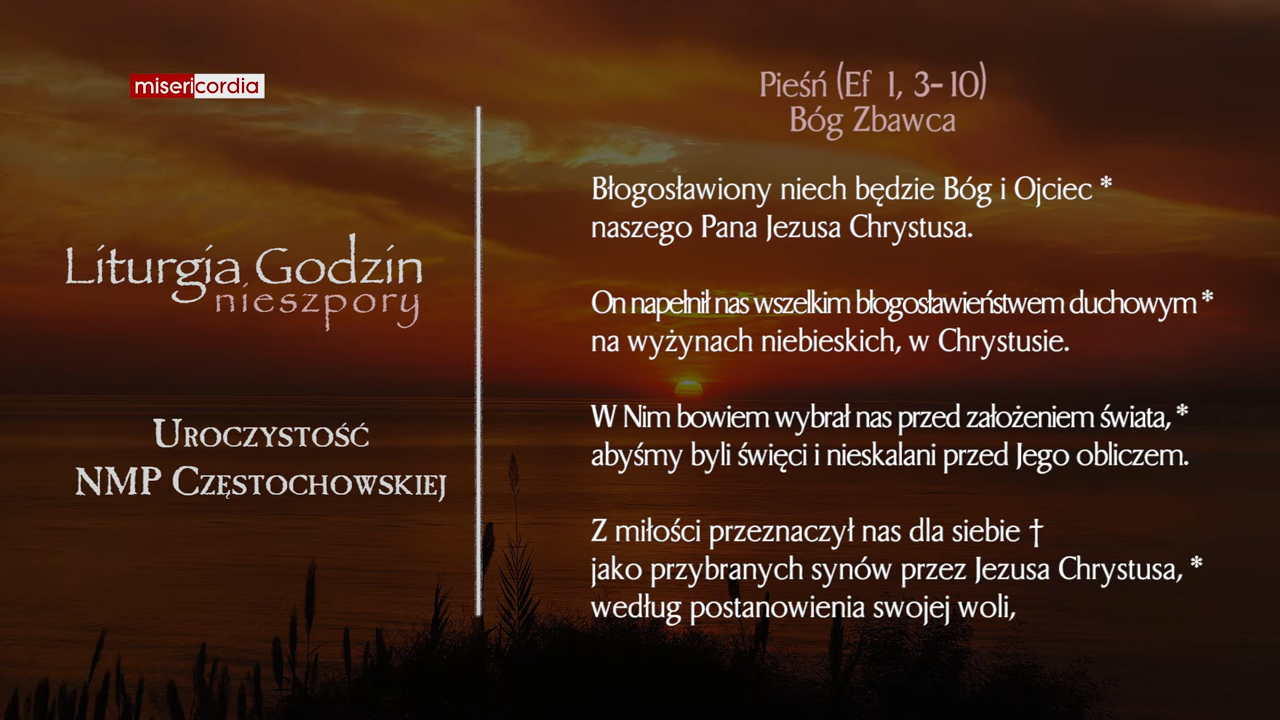 misericordia
Liturgia Godzin
nieszpory
Uroczystość
NMP Częstochowskiej
Pieśń (Ef 1, 3-10)
Bóg Zbawca
Błogosławiony niech będzie Bóg i Ojciec *
naszego Pana Jezusa Chrystusa.
On napełnił nas wszelkim błogosławieństwem duchowym *
na wyżynach niebieskich, w Chrystusie.
W Nim bowiem wybrał nas przed założeniem świata, *
abyśmy byli święci i nieskalani przed Jego obliczem.
Z miłości przeznaczył nas dla siebie †
jako przybranych synów przez Jezusa Chrystusa, *
według postanowienia swojej woli,